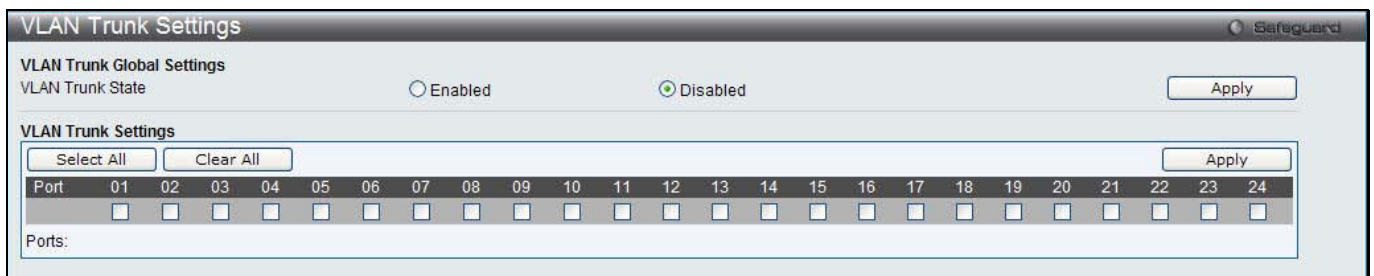 VLAN Trunk Settings
Safeguard
VLAN Trunk Global Settings
VLAN Trunk State Enabled Disabled Apply
VLAN Trunk Settings
Select All Clear All Apply
Port 01 02 03 04 05 06 07 08 09 10 11 12 13 14 15 16 17 18 19 20 21 22 23 24
Ports: